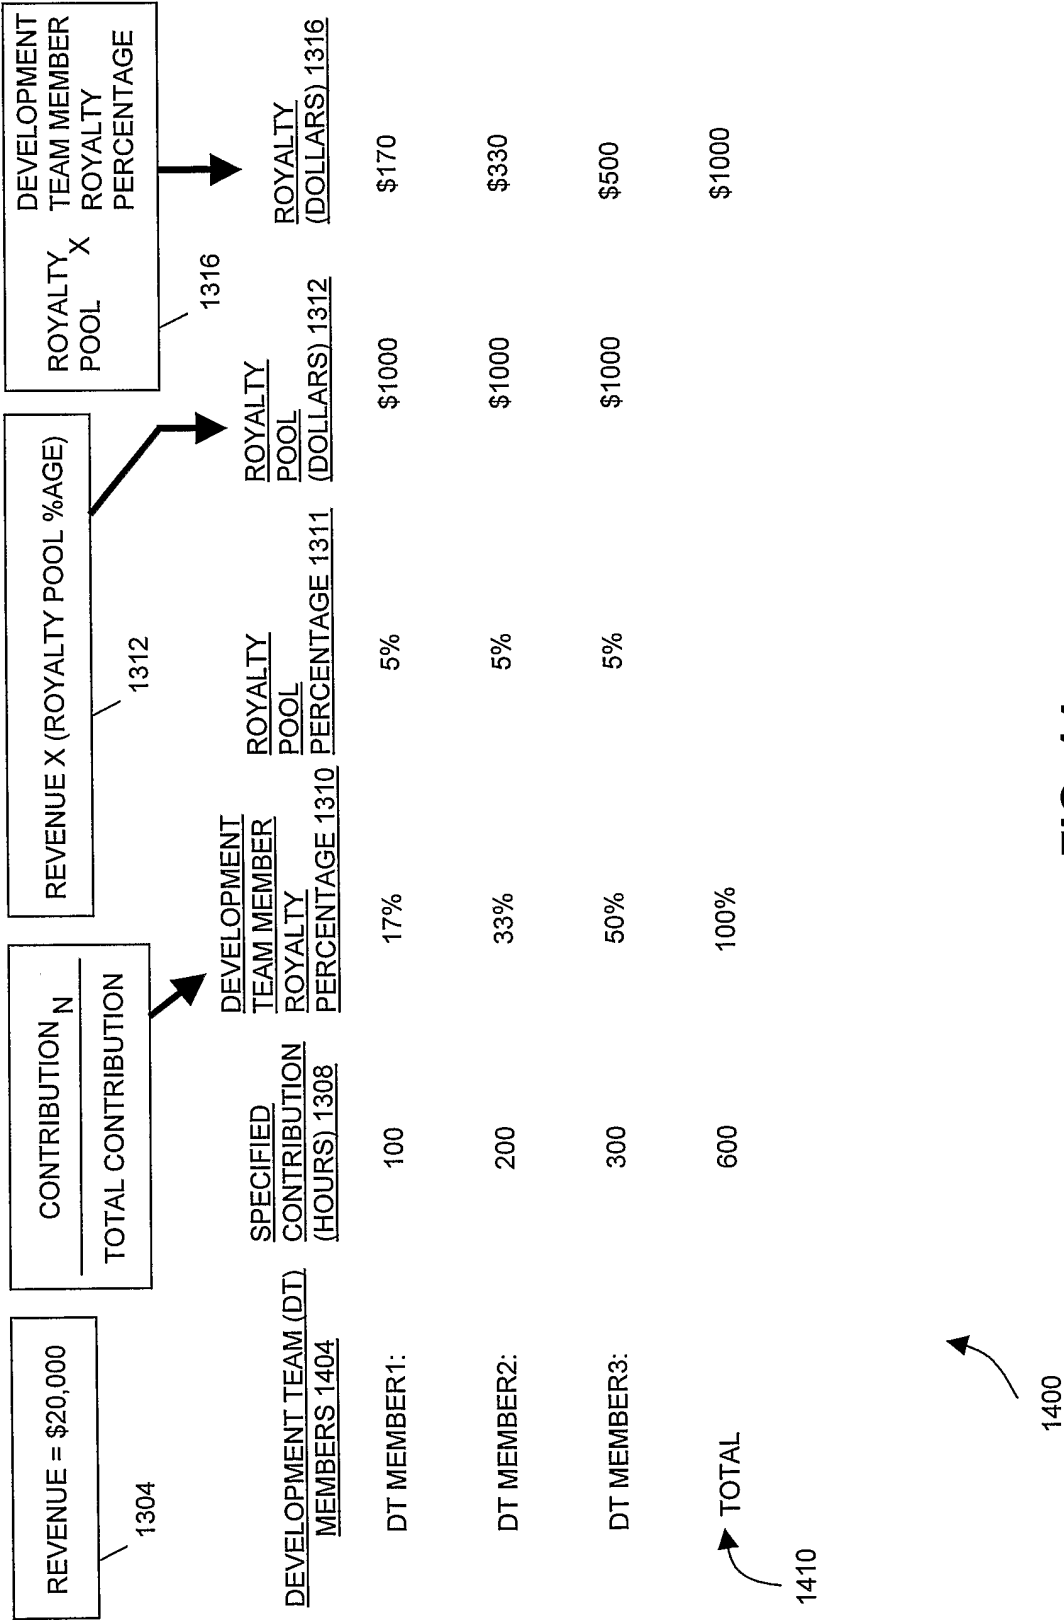 REVENUE = $20,000
1304
CONTRIBUTION N
TOTAL CONTRIBUTION
REVENUE X (ROYALTY POOL %AGE)
1312
ROYALTY
POOL
X
DEVELOPMENT
TEAM MEMBER
ROYALTY
PERCENTAGE
1316
DEVELOPMENT TEAM (DT)
MEMBERS 1404
SPECIFIED
CONTRIBUTION
(HOURS) 1308
DEVELOPMENT
TEAM MEMBER
ROYALTY
PERCENTAGE 1310
ROYALTY
POOL
PERCENTAGE 1311
ROYALTY
POOL
(DOLLARS) 1312
ROYALTY
(DOLLARS) 1316
DT MEMBER1: 100 17% 5% $1000 $170
DT MEMBER2: 200 33% 5% $1000 $330
DT MEMBER3: 300 50% 5% $1000 $500
TOTAL 600 100% $1000
1410
1400